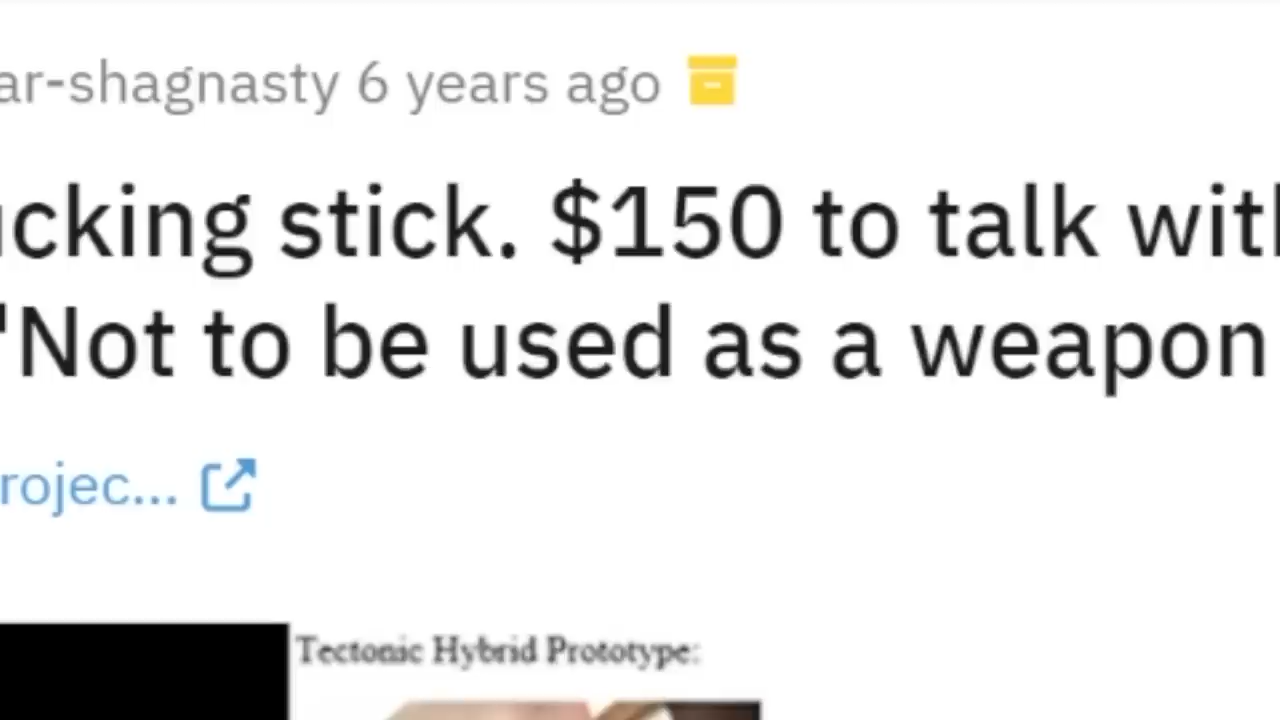 ar-shagnasty 6 years ago
ucking stick. $150 to talk with
"Not to be used as a weapon
rojec...
Tectonic Hybrid Prototype: